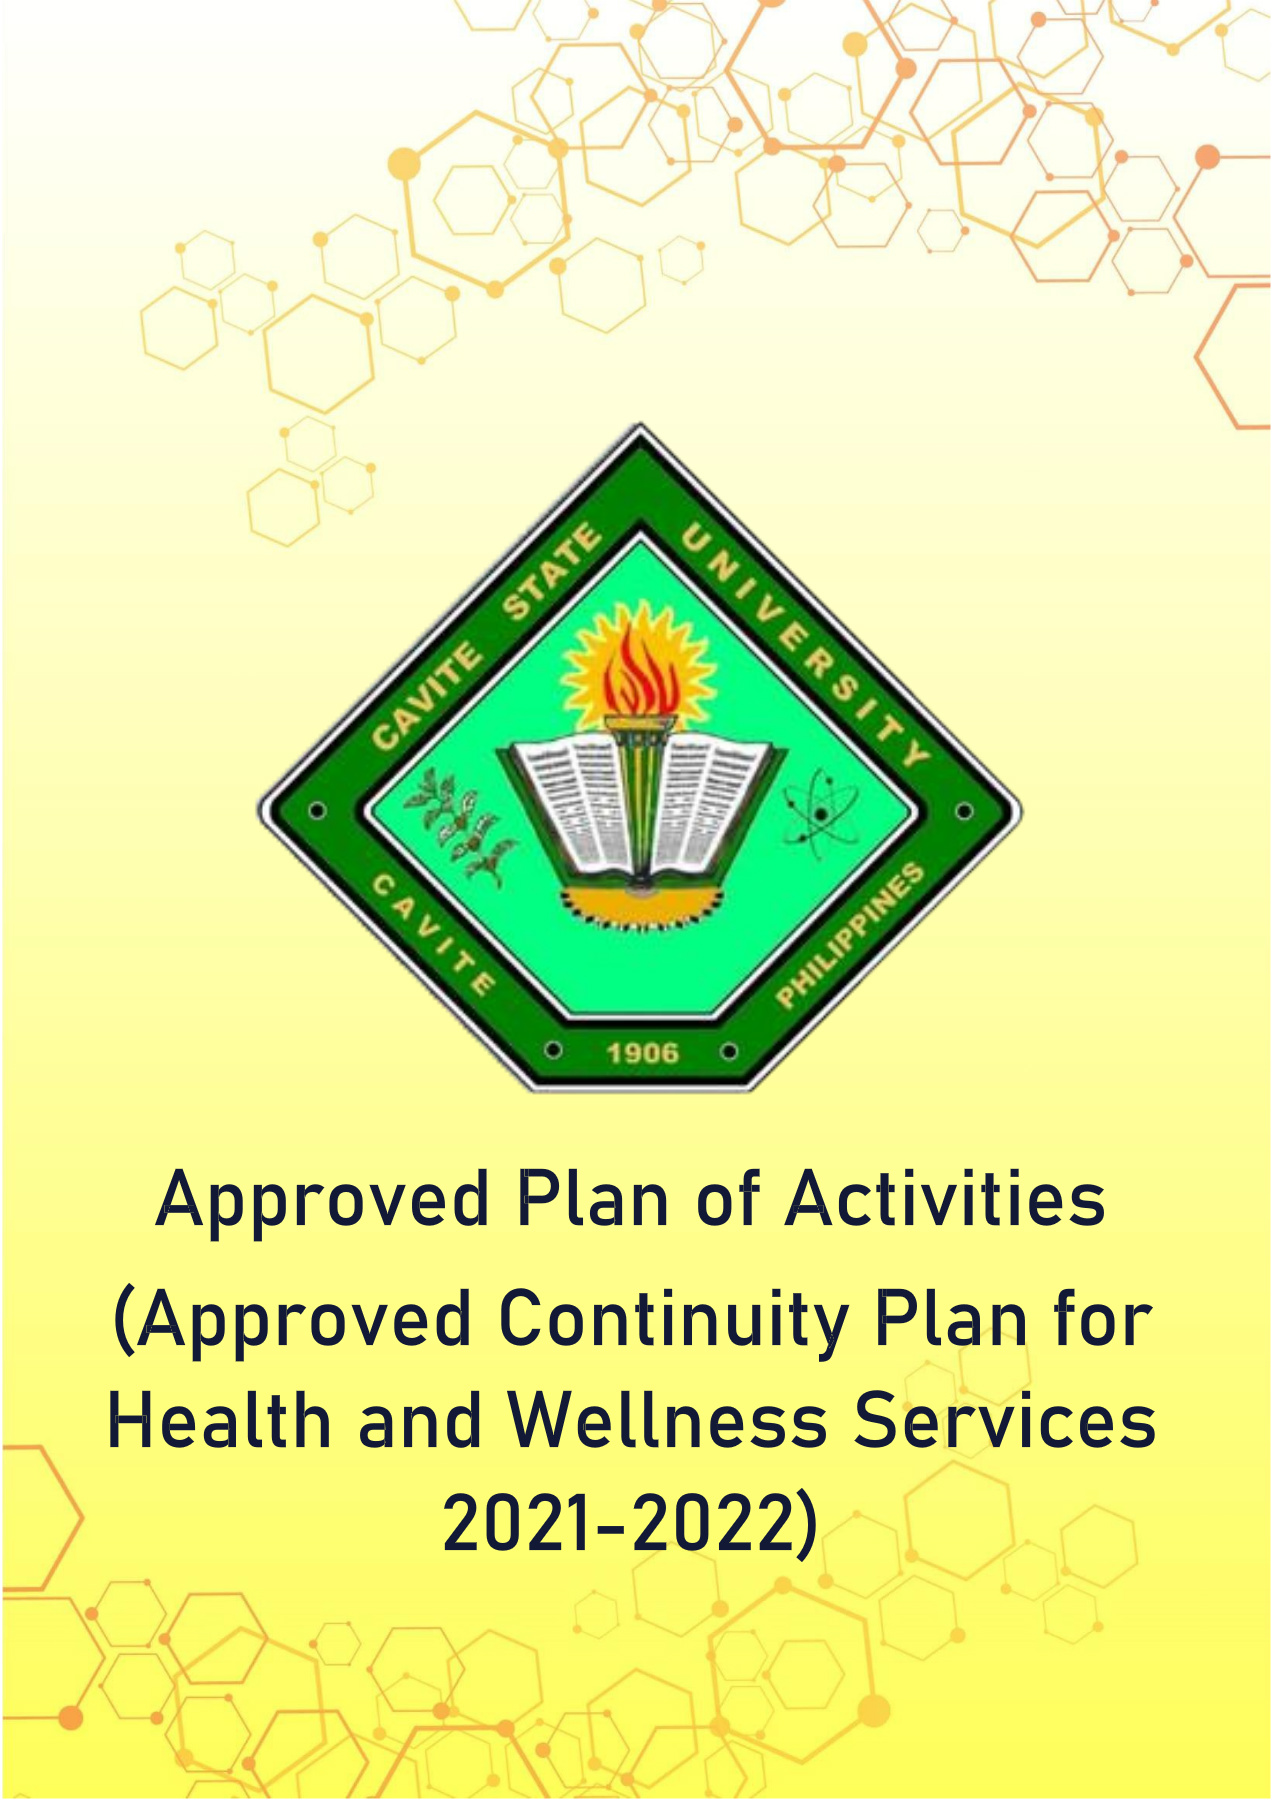 CAVITE STATE UNIVERSITY
CAVITE
PHILIPPINES
1906
Approved Plan of Activities
(Approved Continuity Plan for
Health and Wellness Services
2021-2022)